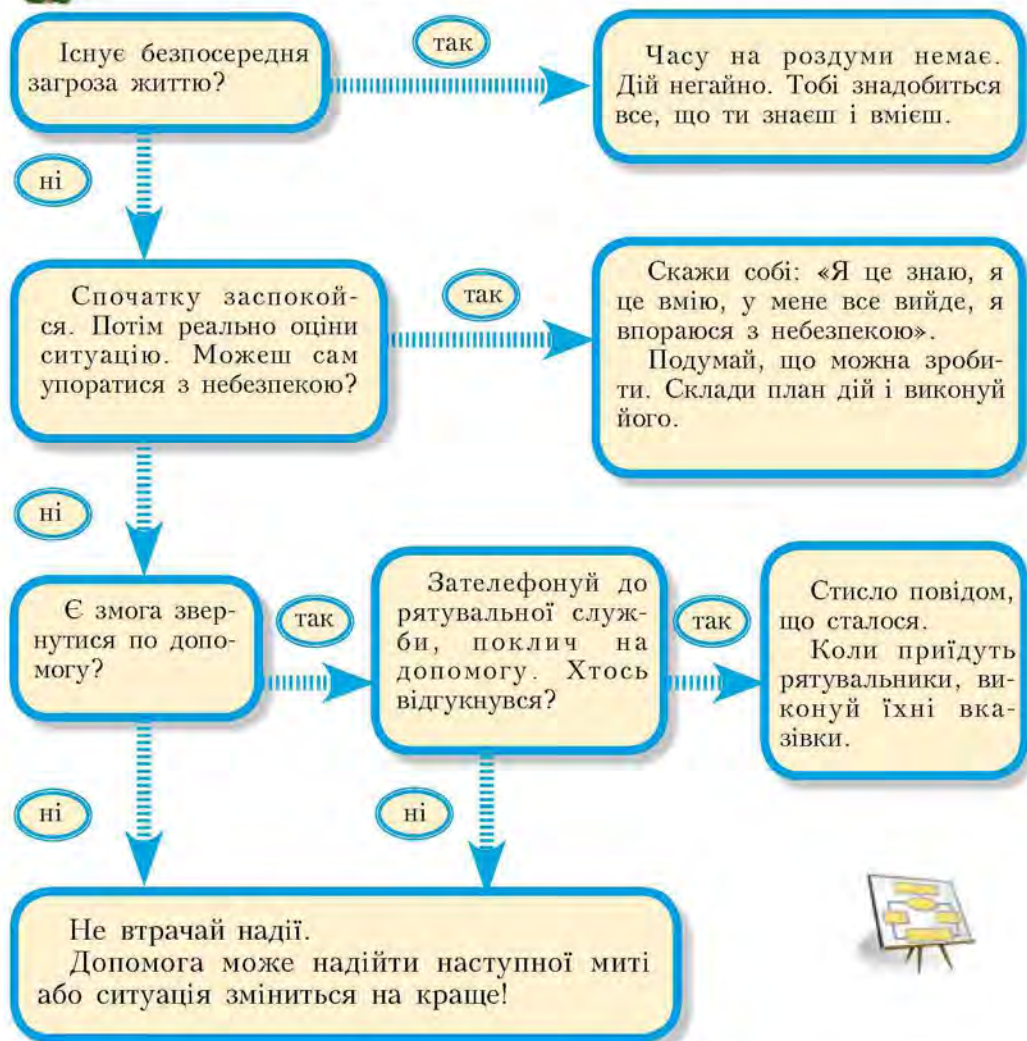 Існує безпосередня
загроза життю?
так
Часу на роздуми немає.
Дій негайно. Тобі знадобиться
все, що ти знаєш і вмієш.
ні
Спочатку заспокой-
ся. Потім реально оціни
ситуацію. Можеш сам
упоратися з небезпекою?
так
Скажи собі: «Я це знаю, я
це вмію, у мене все вийде, я
впораюся з небезпекою».
Подумай, що можна зроби-
ти. Склади план дій і виконуй
його.
ні
Є змога звер-
нутися по допо-
могу?
так
Зателефонуй до
рятувальної служ-
би, поклич на
допомогу. Хтось
відгукнувся?
так
Стисло повідом,
що сталося.
Коли приїдуть
рятувальники, ви-
конуй їхні вка-
зівки.
ні
ні
Не втрачай надії.
Допомога може надійти наступної миті
або ситуація зміниться на краще!